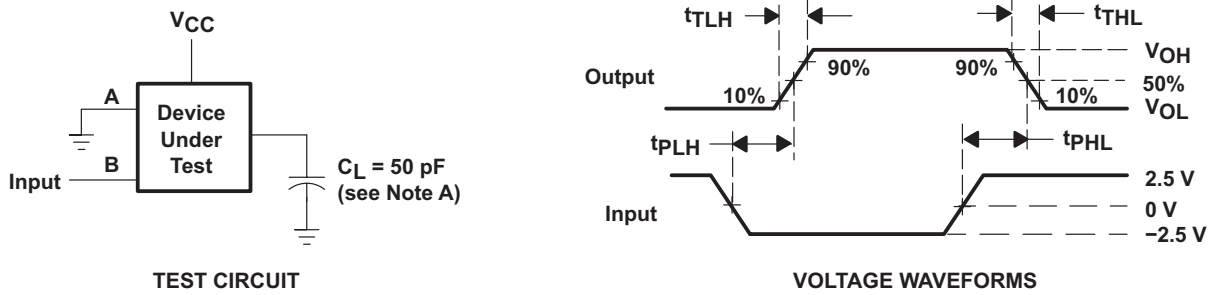 VCC
A
B
Input
Device
Under
Test
CL = 50 pF
(see Note A)
TEST CIRCUIT
tTLH
tTHL
Output
10%
90%
90%
10%
VOH
50%
VOL
tPLH
tPHL
Input
2.5 V
0 V
−2.5 V
VOLTAGE WAVEFORMS